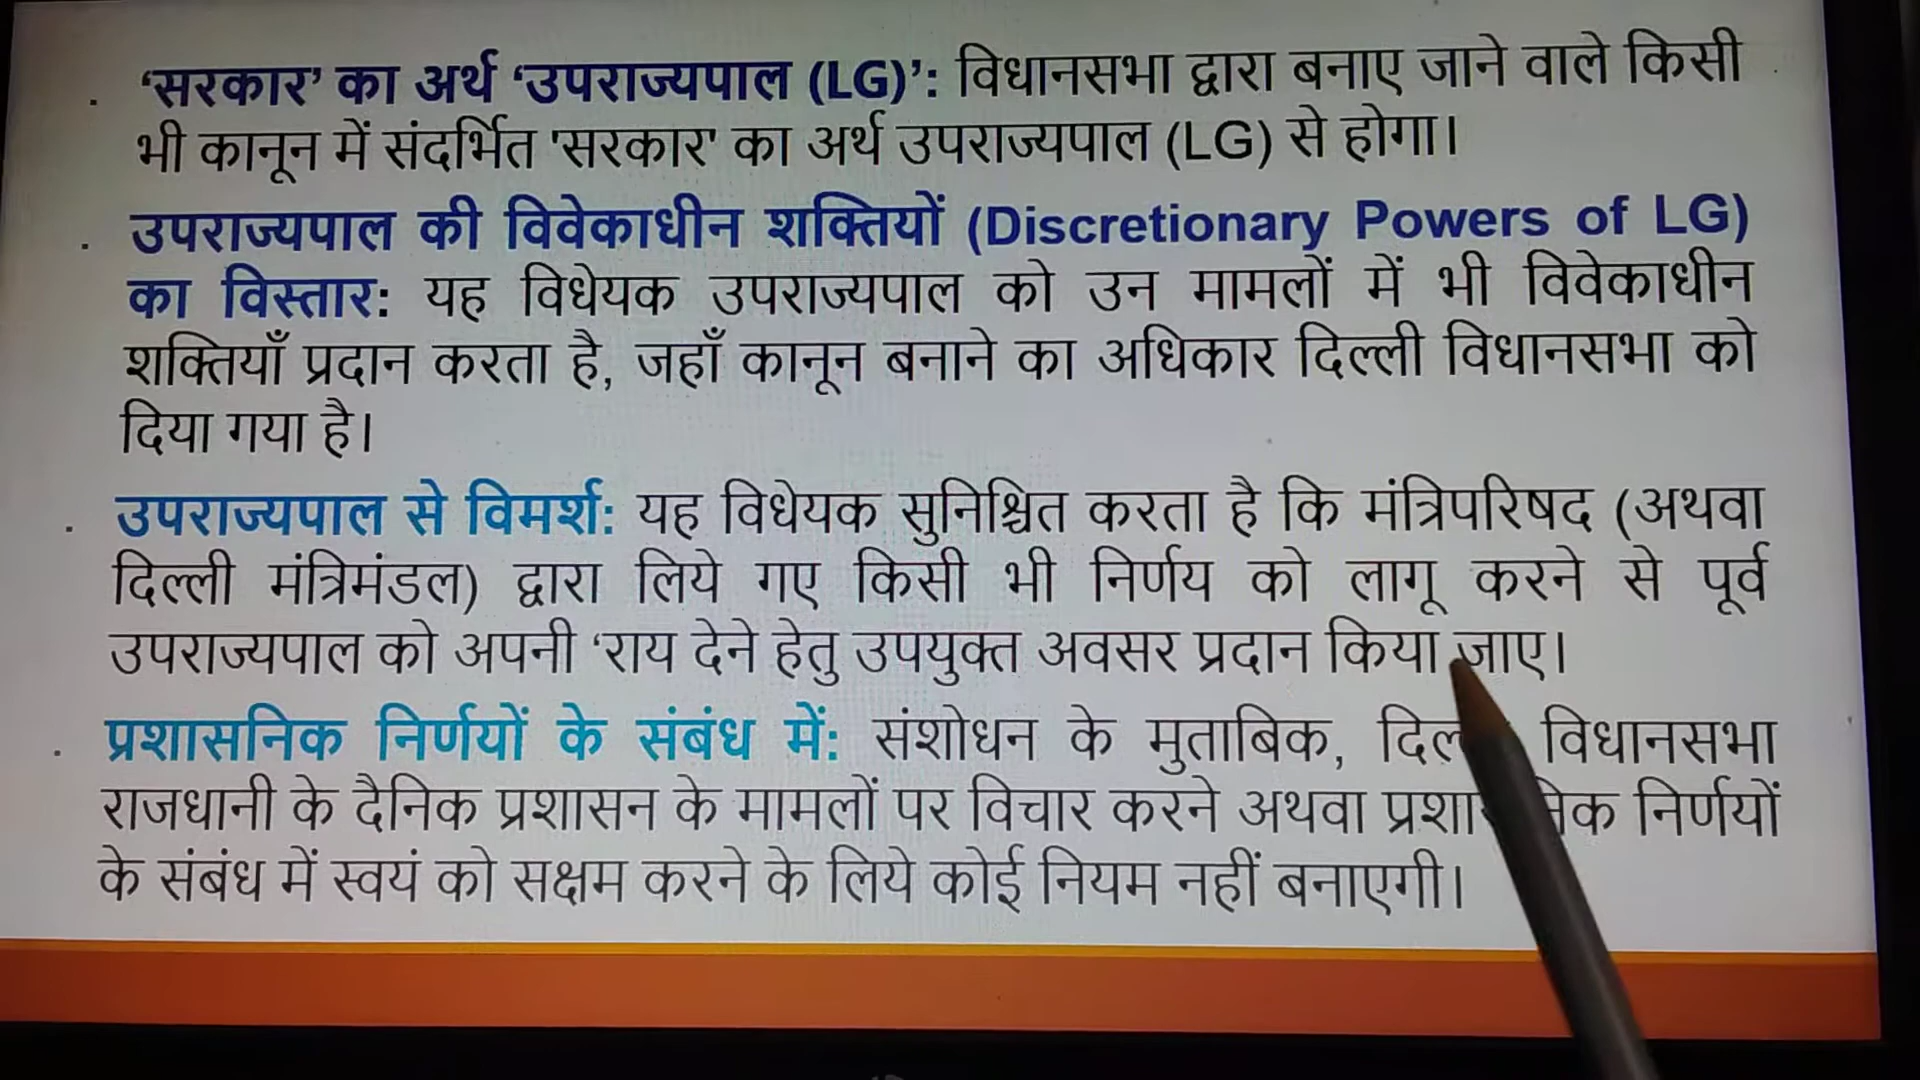 . 'सरकार' का अर्थ 'उपराज्यपाल (LG)': विधानसभा द्वारा बनाए जाने वाले किसी
भी कानून में संदर्भित 'सरकार' का अर्थ उपराज्यपाल (LG) से होगा।
. उपराज्यपाल की विवेकाधीन शक्तियों (Discretionary Powers of LG)
का विस्तार: यह विधेयक उपराज्यपाल को उन मामलों में भी विवेकाधीन
शक्तियाँ प्रदान करता है, जहाँ कानून बनाने का अधिकार दिल्ली विधानसभा को
दिया गया है।
. उपराज्यपाल से विमर्श: यह विधेयक सुनिश्चित करता है कि मंत्रिपरिषद (अथवा
दिल्ली मंत्रिमंडल) द्वारा लिये गए किसी भी निर्णय को लागू करने से पूर्व
उपराज्यपाल को अपनी 'राय देने हेतु उपयुक्त अवसर प्रदान किया जाए।
. प्रशासनिक निर्णयों के संबंध में: संशोधन के मुताबिक, विधानसभा
राजधानी के दैनिक प्रशासन के मामलों पर विचार करने अथवा निर्णयों
के संबंध में स्वयं को सक्षम करने के लिये कोई नियम नहीं बनाएगी।